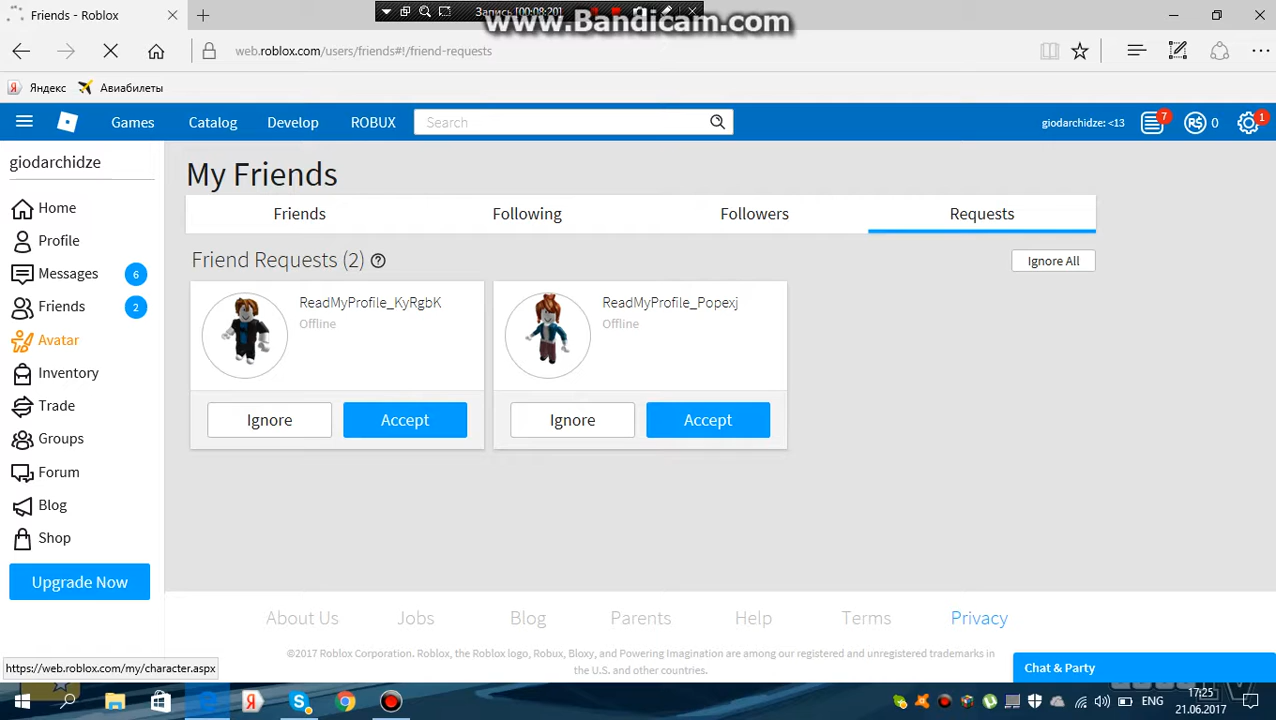 Friends - Roblox
Запись [00:08:20]
www.Bandicam.com
web.roblox.com/users/friends#!/friend-requests
Яндекс
Авиабилеты
Games
Catalog
Develop
ROBUX
Search
giodarchidze: <13
7
R$ 0
1
giodarchidze
Home
Profile
Messages 6
Friends 2
Avatar
Inventory
Trade
Groups
Forum
Blog
Shop
Upgrade Now
My Friends
Friends
Following
Followers
Requests
Friend Requests (2)
Ignore All
ReadMyProfile_KyRgbK
Offline
Ignore
Accept
ReadMyProfile_Popexj
Offline
Ignore
Accept
About Us
Jobs
Blog
Parents
Help
Terms
Privacy
©2017 Roblox Corporation. Roblox, the Roblox logo, Robux, Bloxy, and Powering Imagination are among our registered and unregistered trademarks in
the U.S. and other countries.
Chat & Party
https://web.roblox.com/my/character.aspx
ENG
17:25
21.06.2017